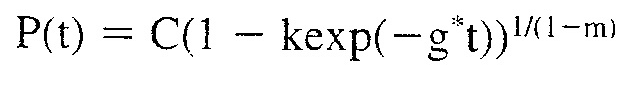 P(t) = C(1 − kexp(−g*t))^1/(1−m)